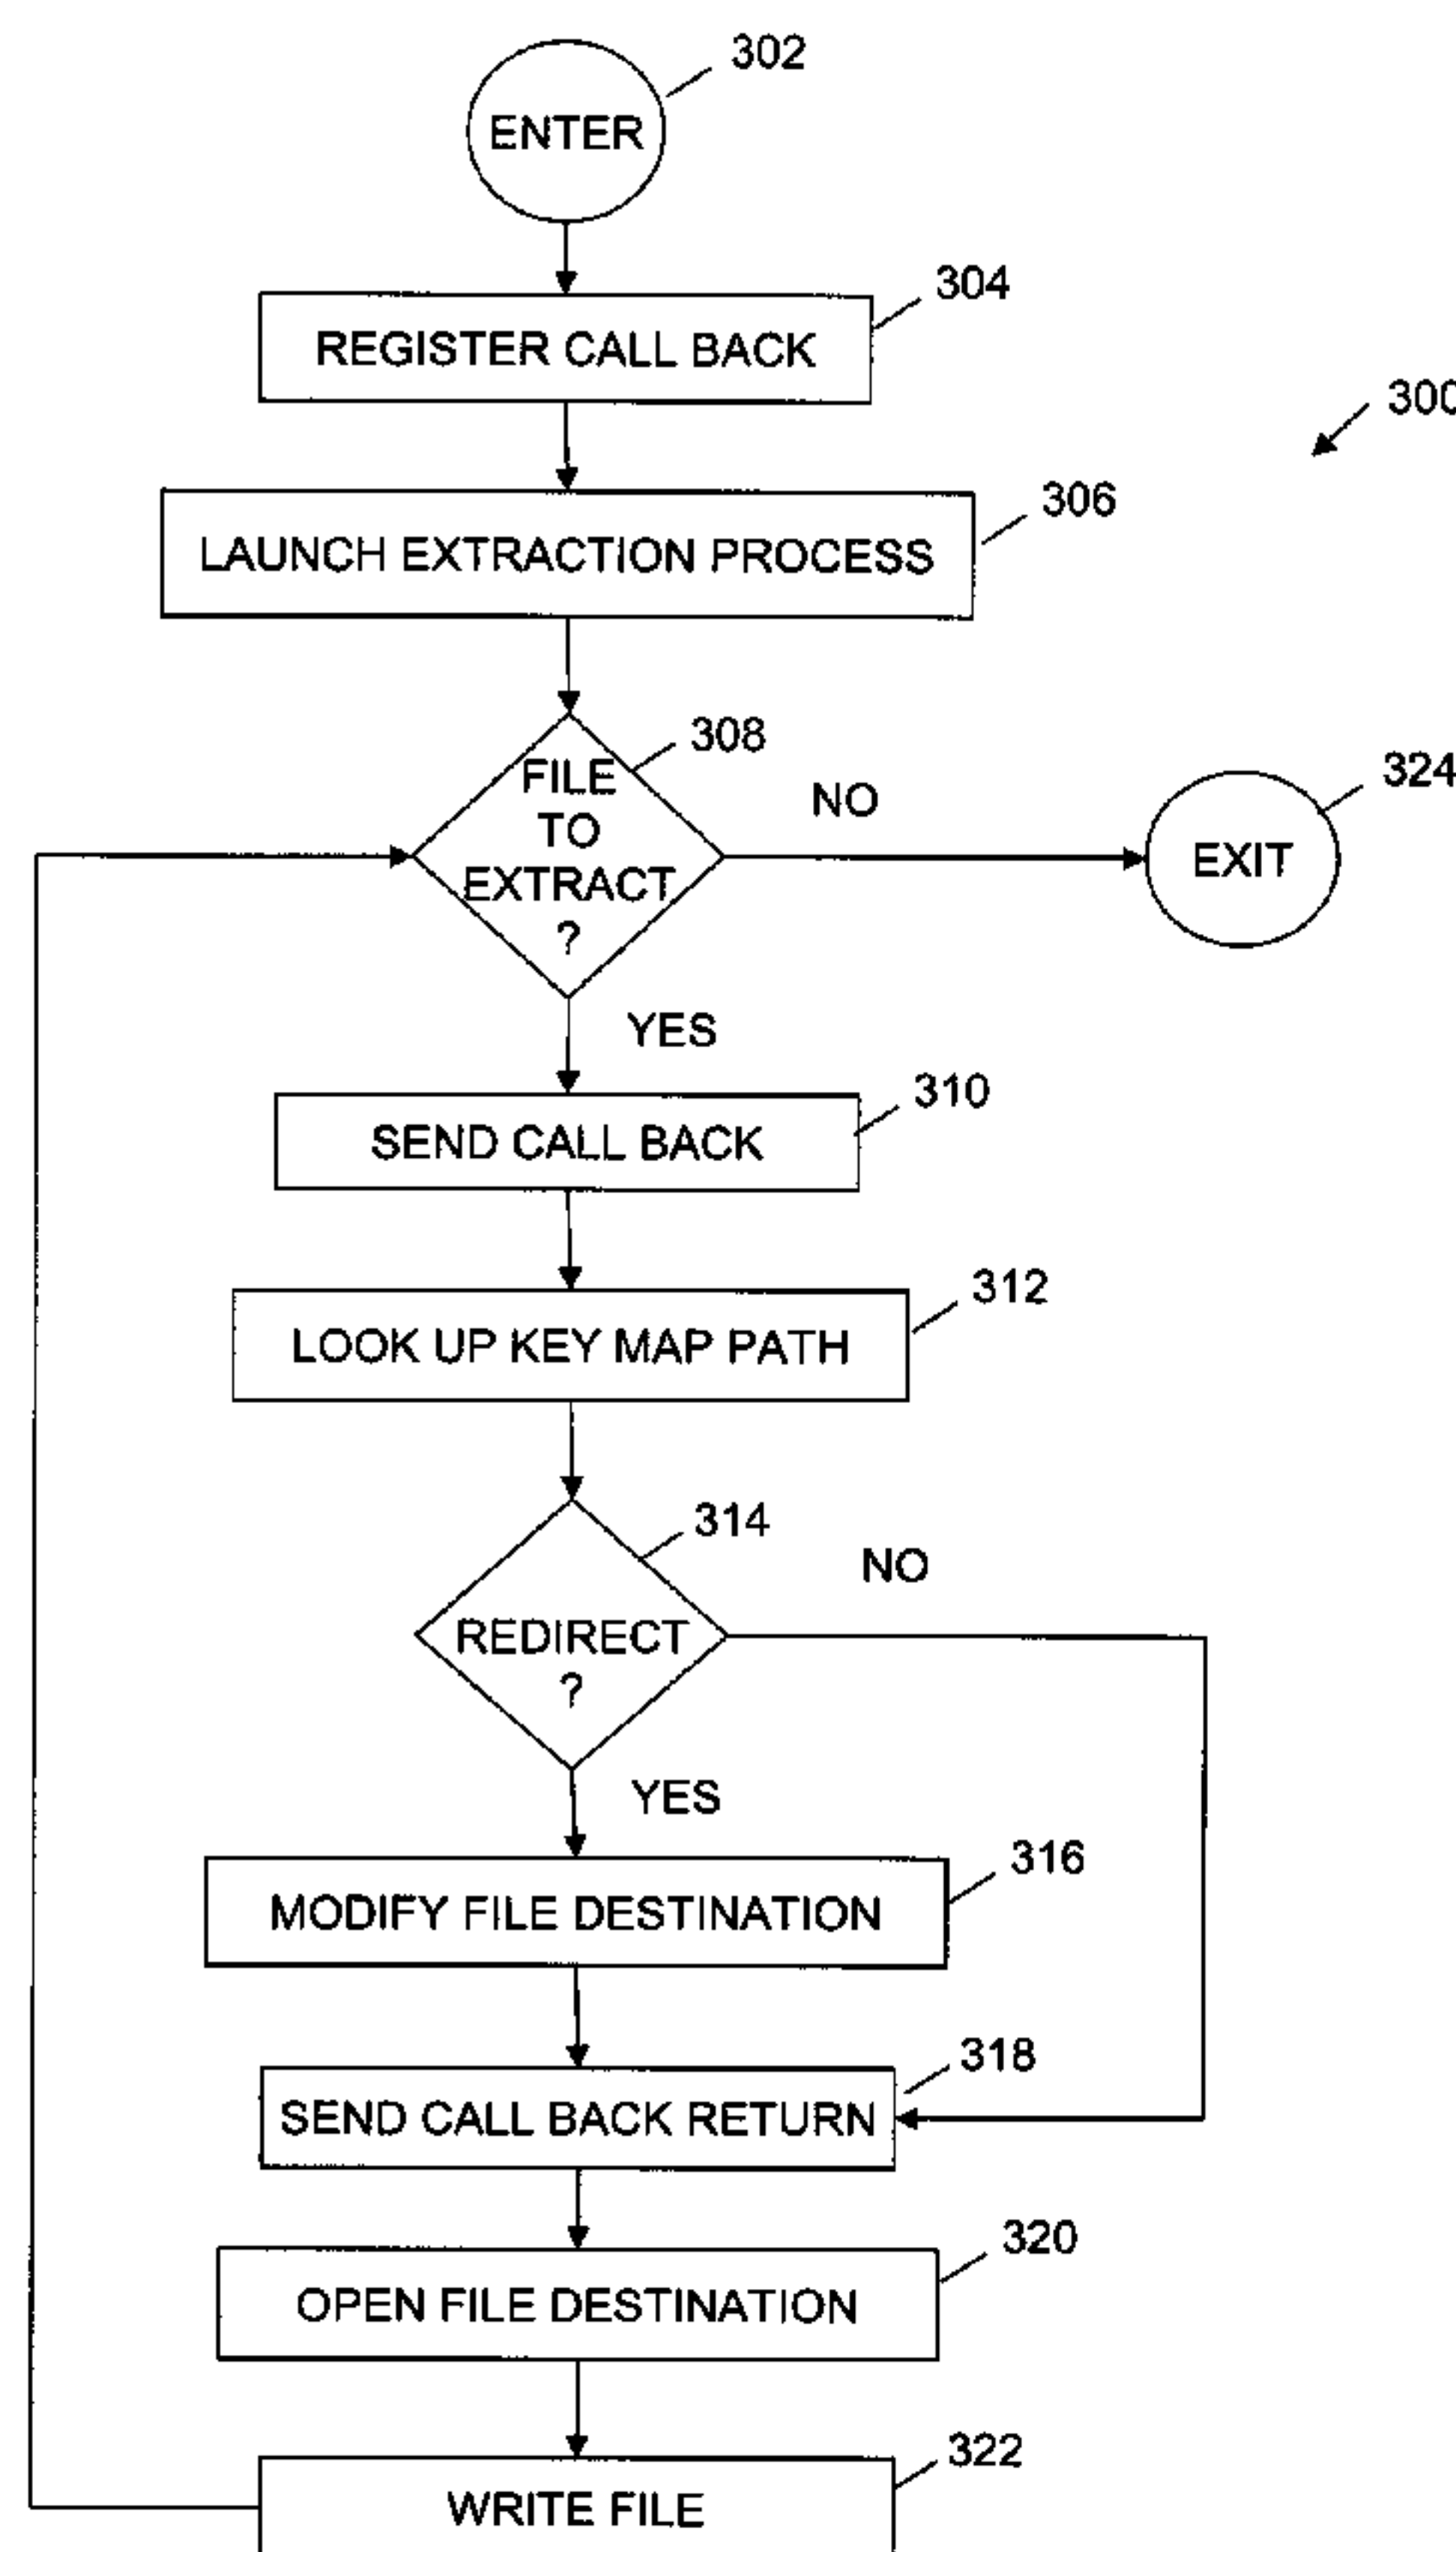 302
ENTER
304
REGISTER CALL BACK
300
306
LAUNCH EXTRACTION PROCESS
308
FILE
TO
EXTRACT
?
NO
324
EXIT
YES
310
SEND CALL BACK
312
LOOK UP KEY MAP PATH
314
NO
REDIRECT
?
YES
316
MODIFY FILE DESTINATION
318
SEND CALL BACK RETURN
320
OPEN FILE DESTINATION
322
WRITE FILE